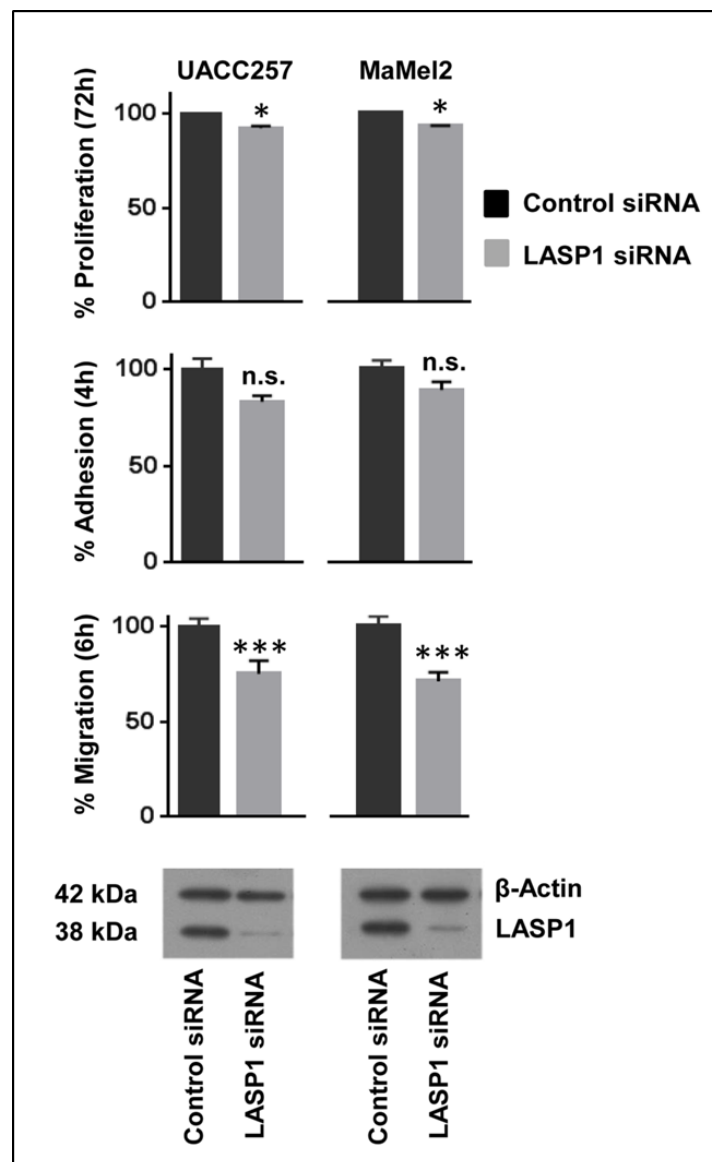 UACC257 MaMel2
% Proliferation (72h)
100
50
0
* *
Control siRNA
LASP1 siRNA
% Adhesion (4h)
100
50
0
n.s. n.s.
% Migration (6h)
100
50
0
*** ***
42 kDa β-Actin
38 kDa LASP1
Control siRNA
LASP1 siRNA
Control siRNA
LASP1 siRNA